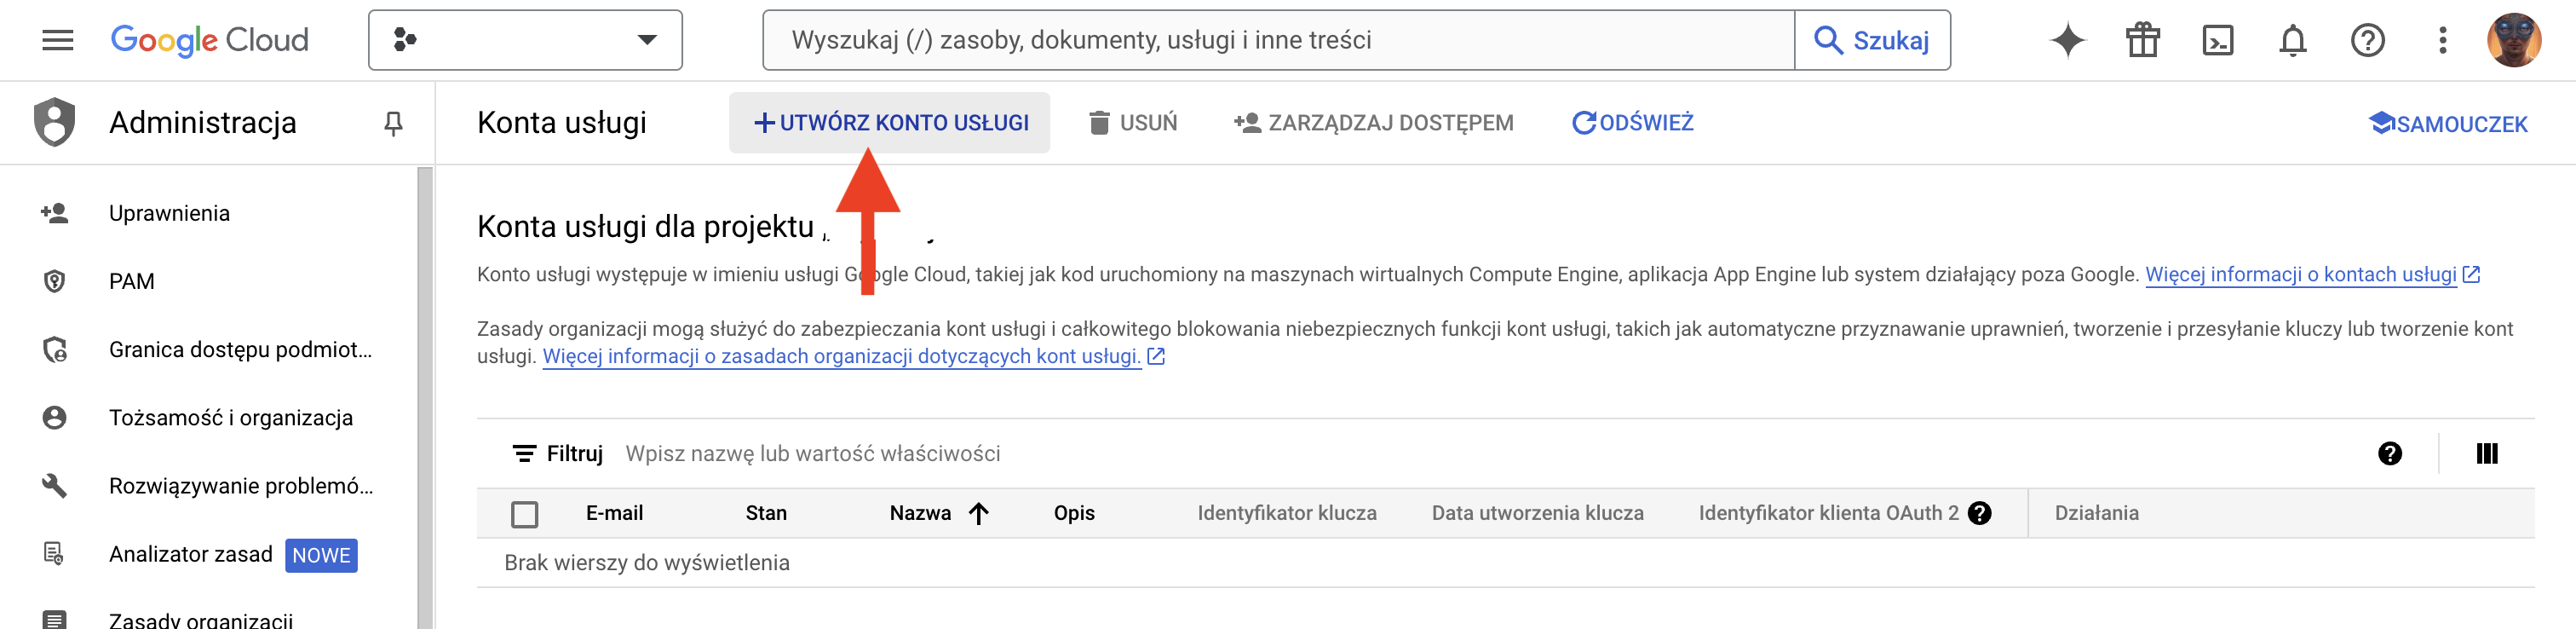 Google Cloud
Wyszukaj (/) zasoby, dokumenty, usługi i inne treści
Szukaj
Administracja
Konta usługi
UTWÓRZ KONTO USŁUGI
USUŃ
ZARZĄDZAJ DOSTĘPEM
ODŚWIEŻ
SAMOUCZEK
Uprawnienia
PAM
Granica dostępu podmiot...
Tożsamość i organizacja
Rozwiązywanie problemó...
Analizator zasad NOWE
Zasady organizacji
Konta usługi dla projektu
Konto usługi występuje w imieniu usługi Google Cloud, takiej jak kod uruchomiony na maszynach wirtualnych Compute Engine, aplikacja App Engine lub system działający poza Google. Więcej informacji o kontach usługi
Zasady organizacji mogą służyć do zabezpieczania kont usługi i całkowitego blokowania niebezpiecznych funkcji kont usługi, takich jak automatyczne przyznawanie uprawnień, tworzenie i przesyłanie kluczy lub tworzenie kont
usługi. Więcej informacji o zasadach organizacji dotyczących kont usługi.
Filtruj Wpisz nazwę lub wartość właściwości
E-mail Stan Nazwa Opis Identyfikator klucza Data utworzenia klucza Identyfikator klienta OAuth 2 Działania
Brak wierszy do wyświetlenia